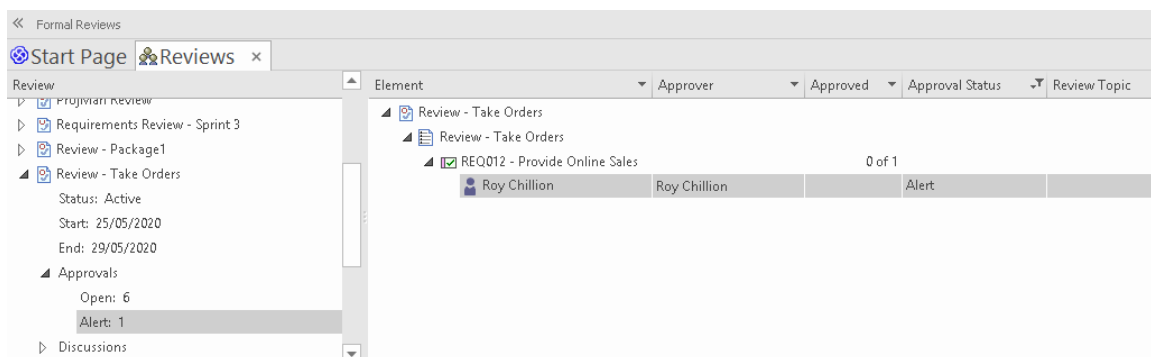 Formal Reviews
Start Page Reviews ×
Review
ProjMan Review
Requirements Review - Sprint 3
Review - Package1
Review - Take Orders
Status: Active
Start: 25/05/2020
End: 29/05/2020
Approvals
Open: 6
Alert: 1
Discussions
Element Approver Approved Approval Status Review Topic
Review - Take Orders
Review - Take Orders
REQ012 - Provide Online Sales 0 of 1
Roy Chillion Roy Chillion Alert